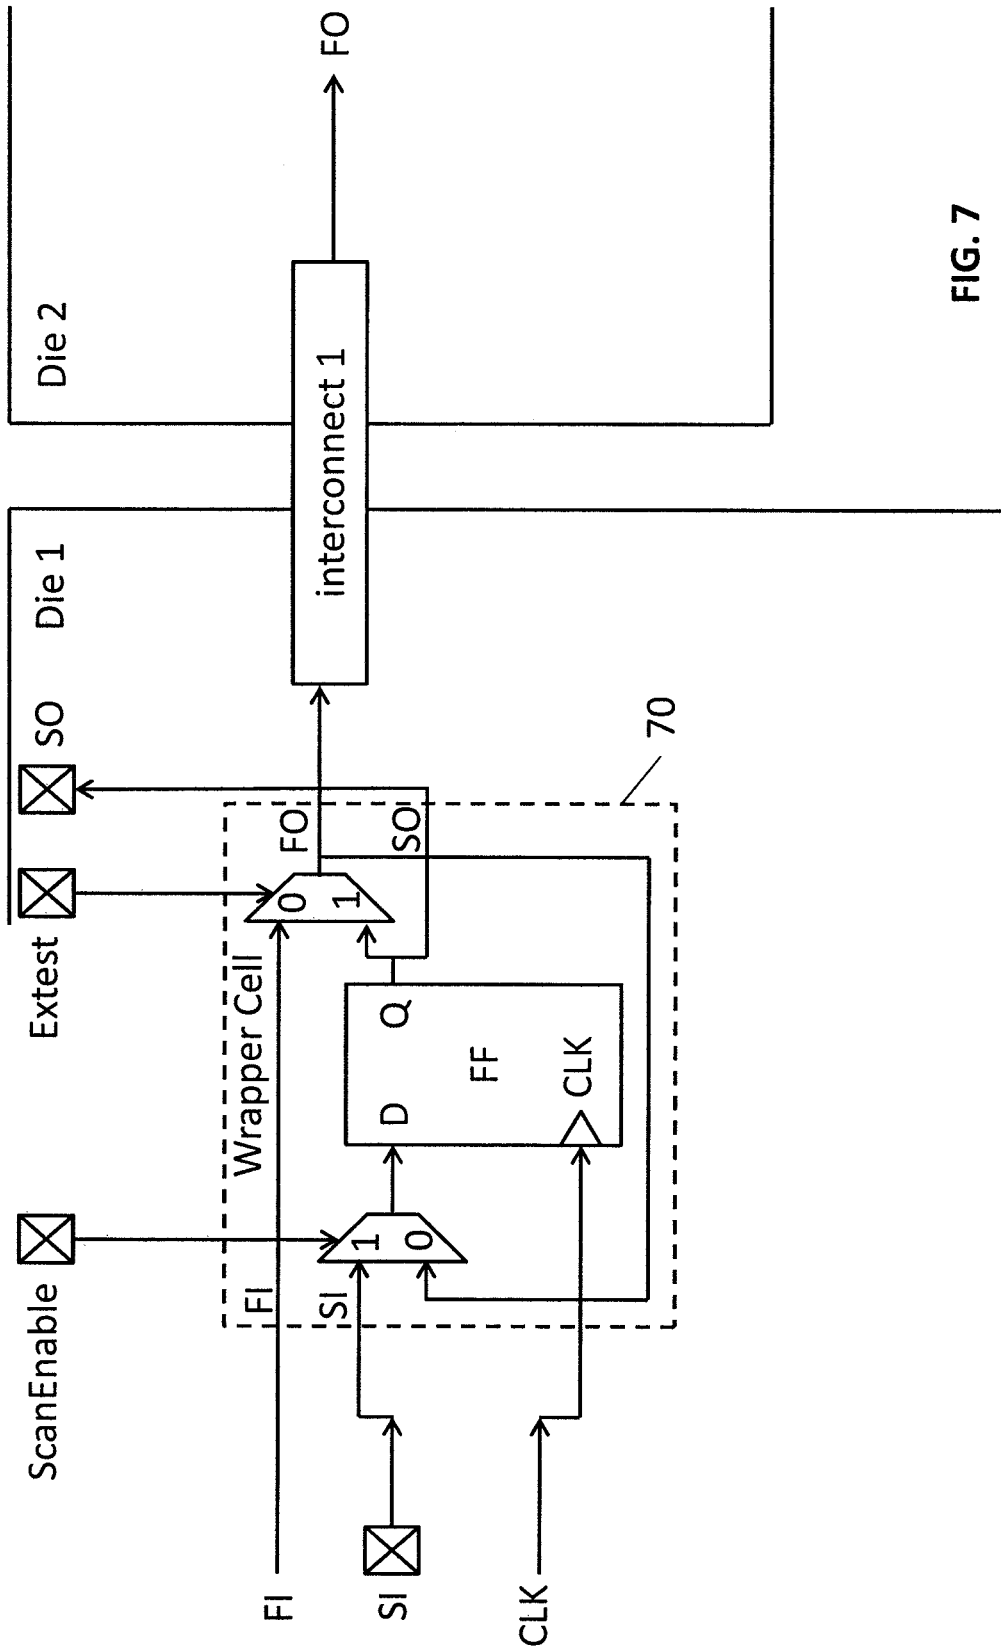 ScanEnable
Extest
SO
Die 1
Die 2
Wrapper Cell
FI
FI
0
FO
FO
1
interconnect 1
SI
SI
1
0
D
Q
SO
FF
CLK
CLK
70
FIG. 7